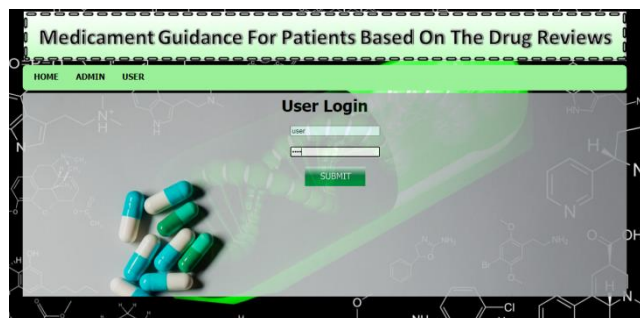 Medicament Guidance For Patients Based On The Drug Reviews
HOME ADMIN USER
User Login
user
SUBMIT